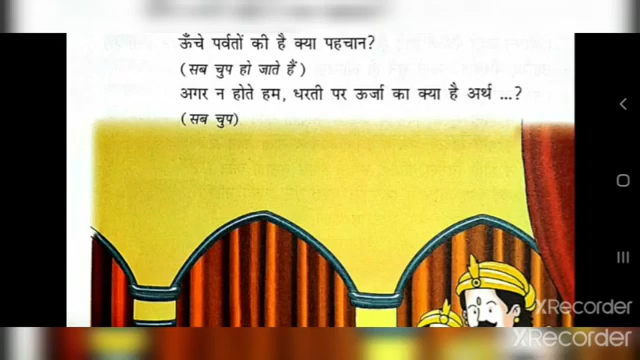 ऊँचे पर्वतों की है क्या पहचान?
(सब चुप हो जाते हैं)
अगर न होते हम, धरती पर ऊर्जा का क्या है अर्थ ...?
(सब चुप)
XRecorder
XRecorder